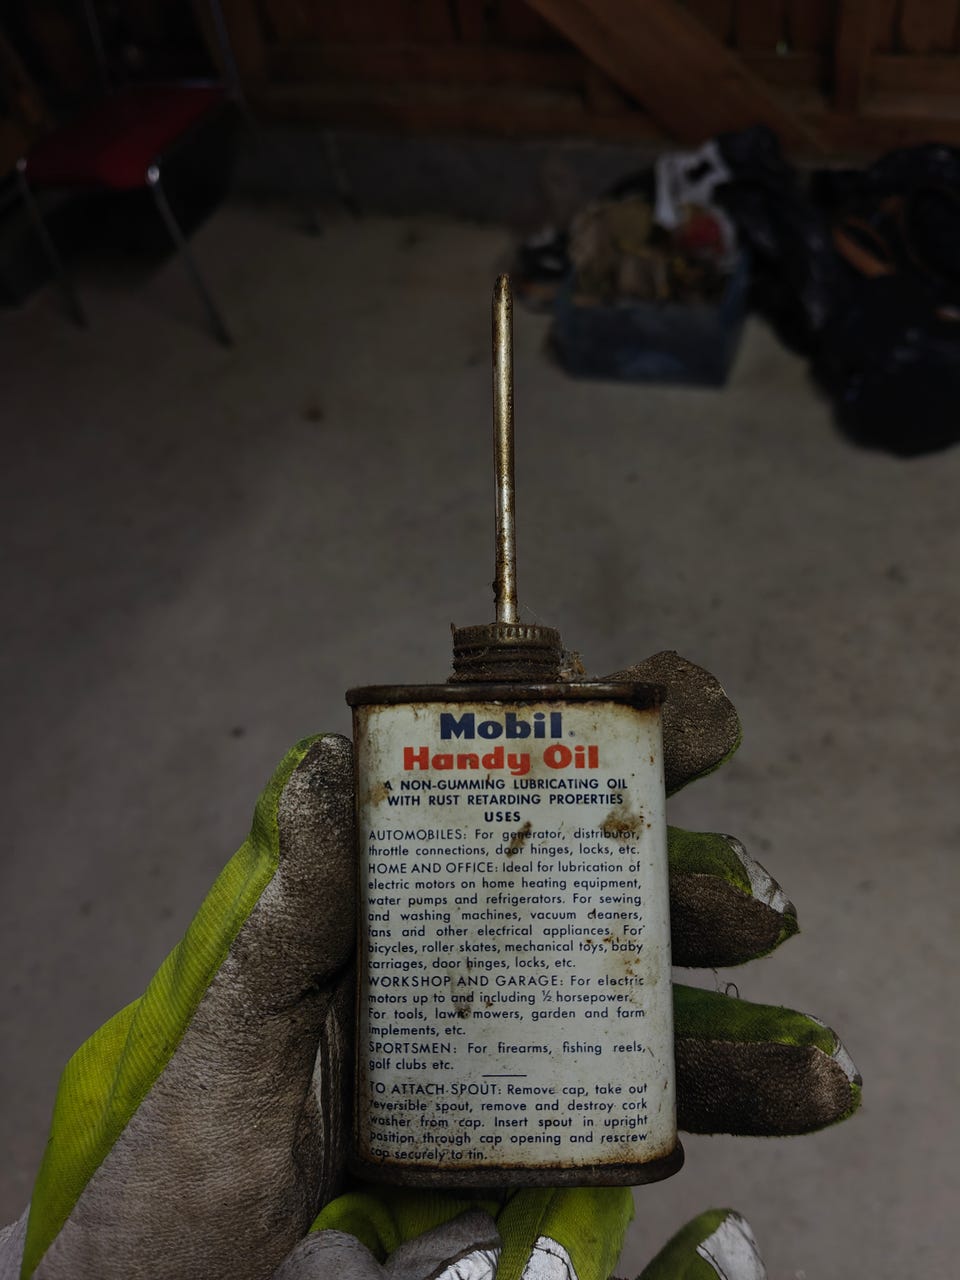 Mobil®
Handy Oil
A NON-GUMMING LUBRICATING OIL
WITH RUST RETARDING PROPERTIES
USES
AUTOMOBILES: For generator, distributor,
throttle connections, door hinges, locks, etc.
HOME AND OFFICE: Ideal for lubrication of
electric motors on home heating equipment,
water pumps and refrigerators. For sewing
and washing machines, vacuum cleaners,
fans and other electrical appliances. For
bicycles, roller skates, mechanical toys, baby
carriages, door hinges, locks, etc.
WORKSHOP AND GARAGE: For electric
motors up to and including ½ horsepower.
For tools, lawn mowers, garden and farm
implements, etc.
SPORTSMEN: For firearms, fishing reels,
golf clubs etc.
TO ATTACH SPOUT: Remove cap, take out
reversible spout, remove and destroy cork
washer from cap. Insert spout in upright
position through cap opening and rescrew
cap securely to tin.